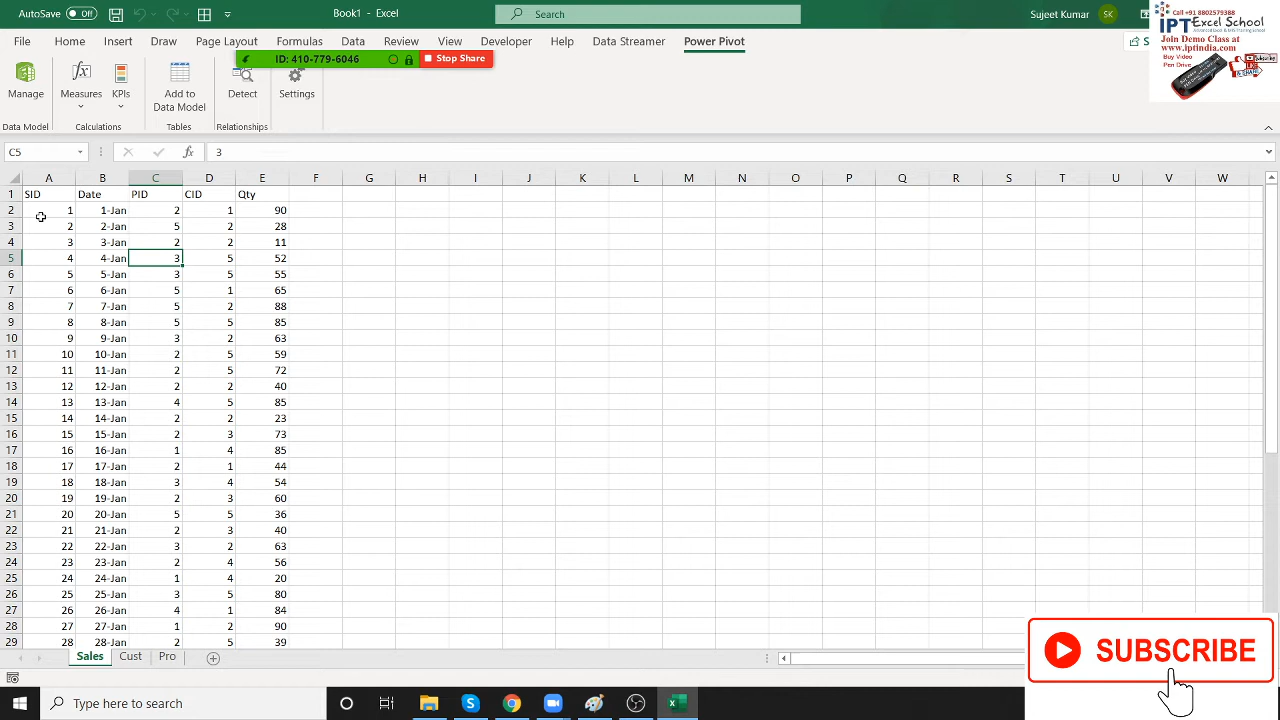 AutoSave Off Book1 - Excel Search Sujeet Kumar SK
Call +91 8802579388
IPT Excel School
Join Demo Class at
www.iptindia.com
Buy Video
Pen Drive
File Home Insert Draw Page Layout Formulas Data Review View Developer Help Data Streamer Power Pivot
ID: 410-779-6046 Stop Share
Manage Measures KPIs Add to Data Model Detect Settings
Data Model Calculations Tables Relationships
C5 fx 3
A B C D E F G H I J K L M N O P Q R S T U V W
1 SID Date PID CID Qty
2 1 1-Jan 2 1 90
3 2 2-Jan 5 2 28
4 3 3-Jan 2 2 11
5 4 4-Jan 3 5 52
6 5 5-Jan 3 5 55
7 6 6-Jan 5 1 65
8 7 7-Jan 5 2 88
9 8 8-Jan 5 5 85
10 9 9-Jan 3 2 63
11 10 10-Jan 2 5 59
12 11 11-Jan 2 5 72
13 12 12-Jan 2 2 40
14 13 13-Jan 4 5 85
15 14 14-Jan 2 2 23
16 15 15-Jan 2 3 73
17 16 16-Jan 1 4 85
18 17 17-Jan 2 1 44
19 18 18-Jan 3 4 54
20 19 19-Jan 2 3 60
21 20 20-Jan 5 5 36
22 21 21-Jan 2 3 40
23 22 22-Jan 3 2 63
24 23 23-Jan 2 4 56
25 24 24-Jan 1 4 20
26 25 25-Jan 3 5 80
27 26 26-Jan 4 1 84
28 27 27-Jan 1 2 90
29 28 28-Jan 2 5 39
Sales Cust Pro
SUBSCRIBE
Type here to search